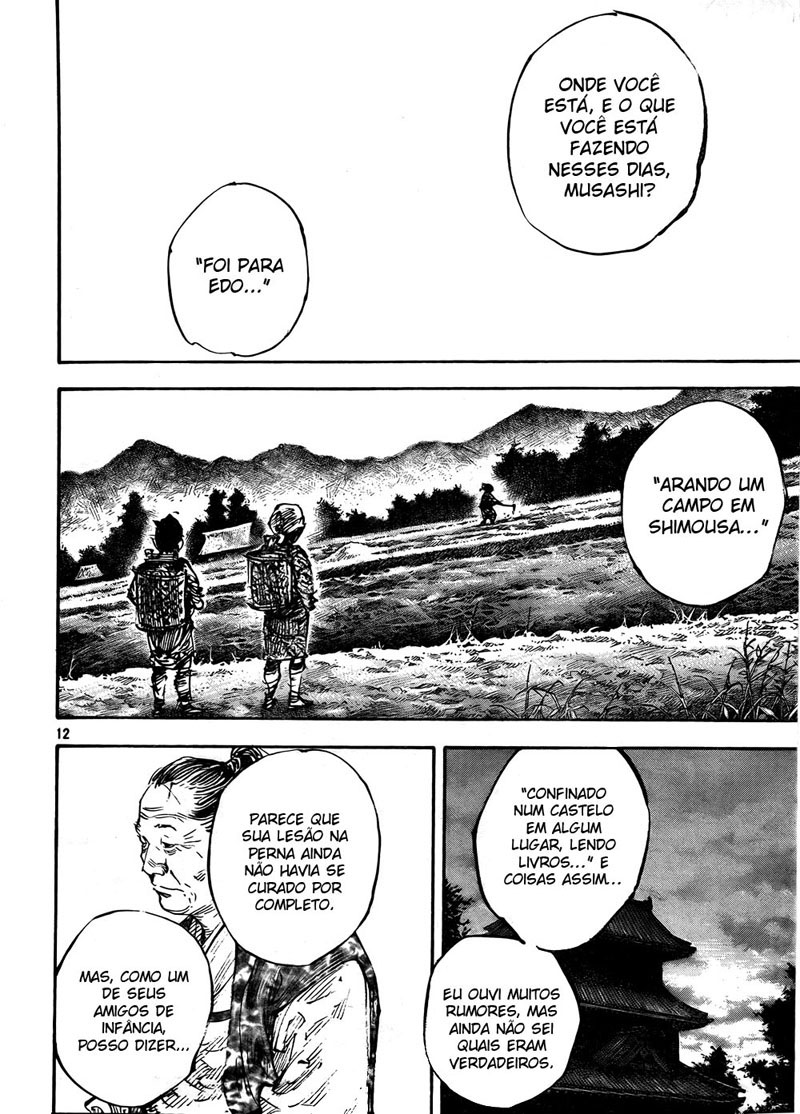 ONDE VOCÊ
ESTÁ, E O QUE
VOCÊ ESTÁ
FAZENDO
NESSES DIAS,
MUSASHI?
"FOI PARA
EDO..."
"ARANDO UM
CAMPO EM
SHIMOUSA..."
12
"CONFINADO
NUM CASTELO
EM ALGUM
LUGAR, LENDO
LIVROS..." E
COISAS ASSIM...
EU OUVI MUITOS
RUMORES, MAS
AINDA NÃO SEI
QUAIS ERAM
VERDADEIROS.
PARECE QUE
SUA LESÃO NA
PERNA AINDA
NÃO HAVIA SE
CURADO POR
COMPLETO.
MAS, COMO UM
DE SEUS
AMIGOS DE
INFÂNCIA,
POSSO DIZER...